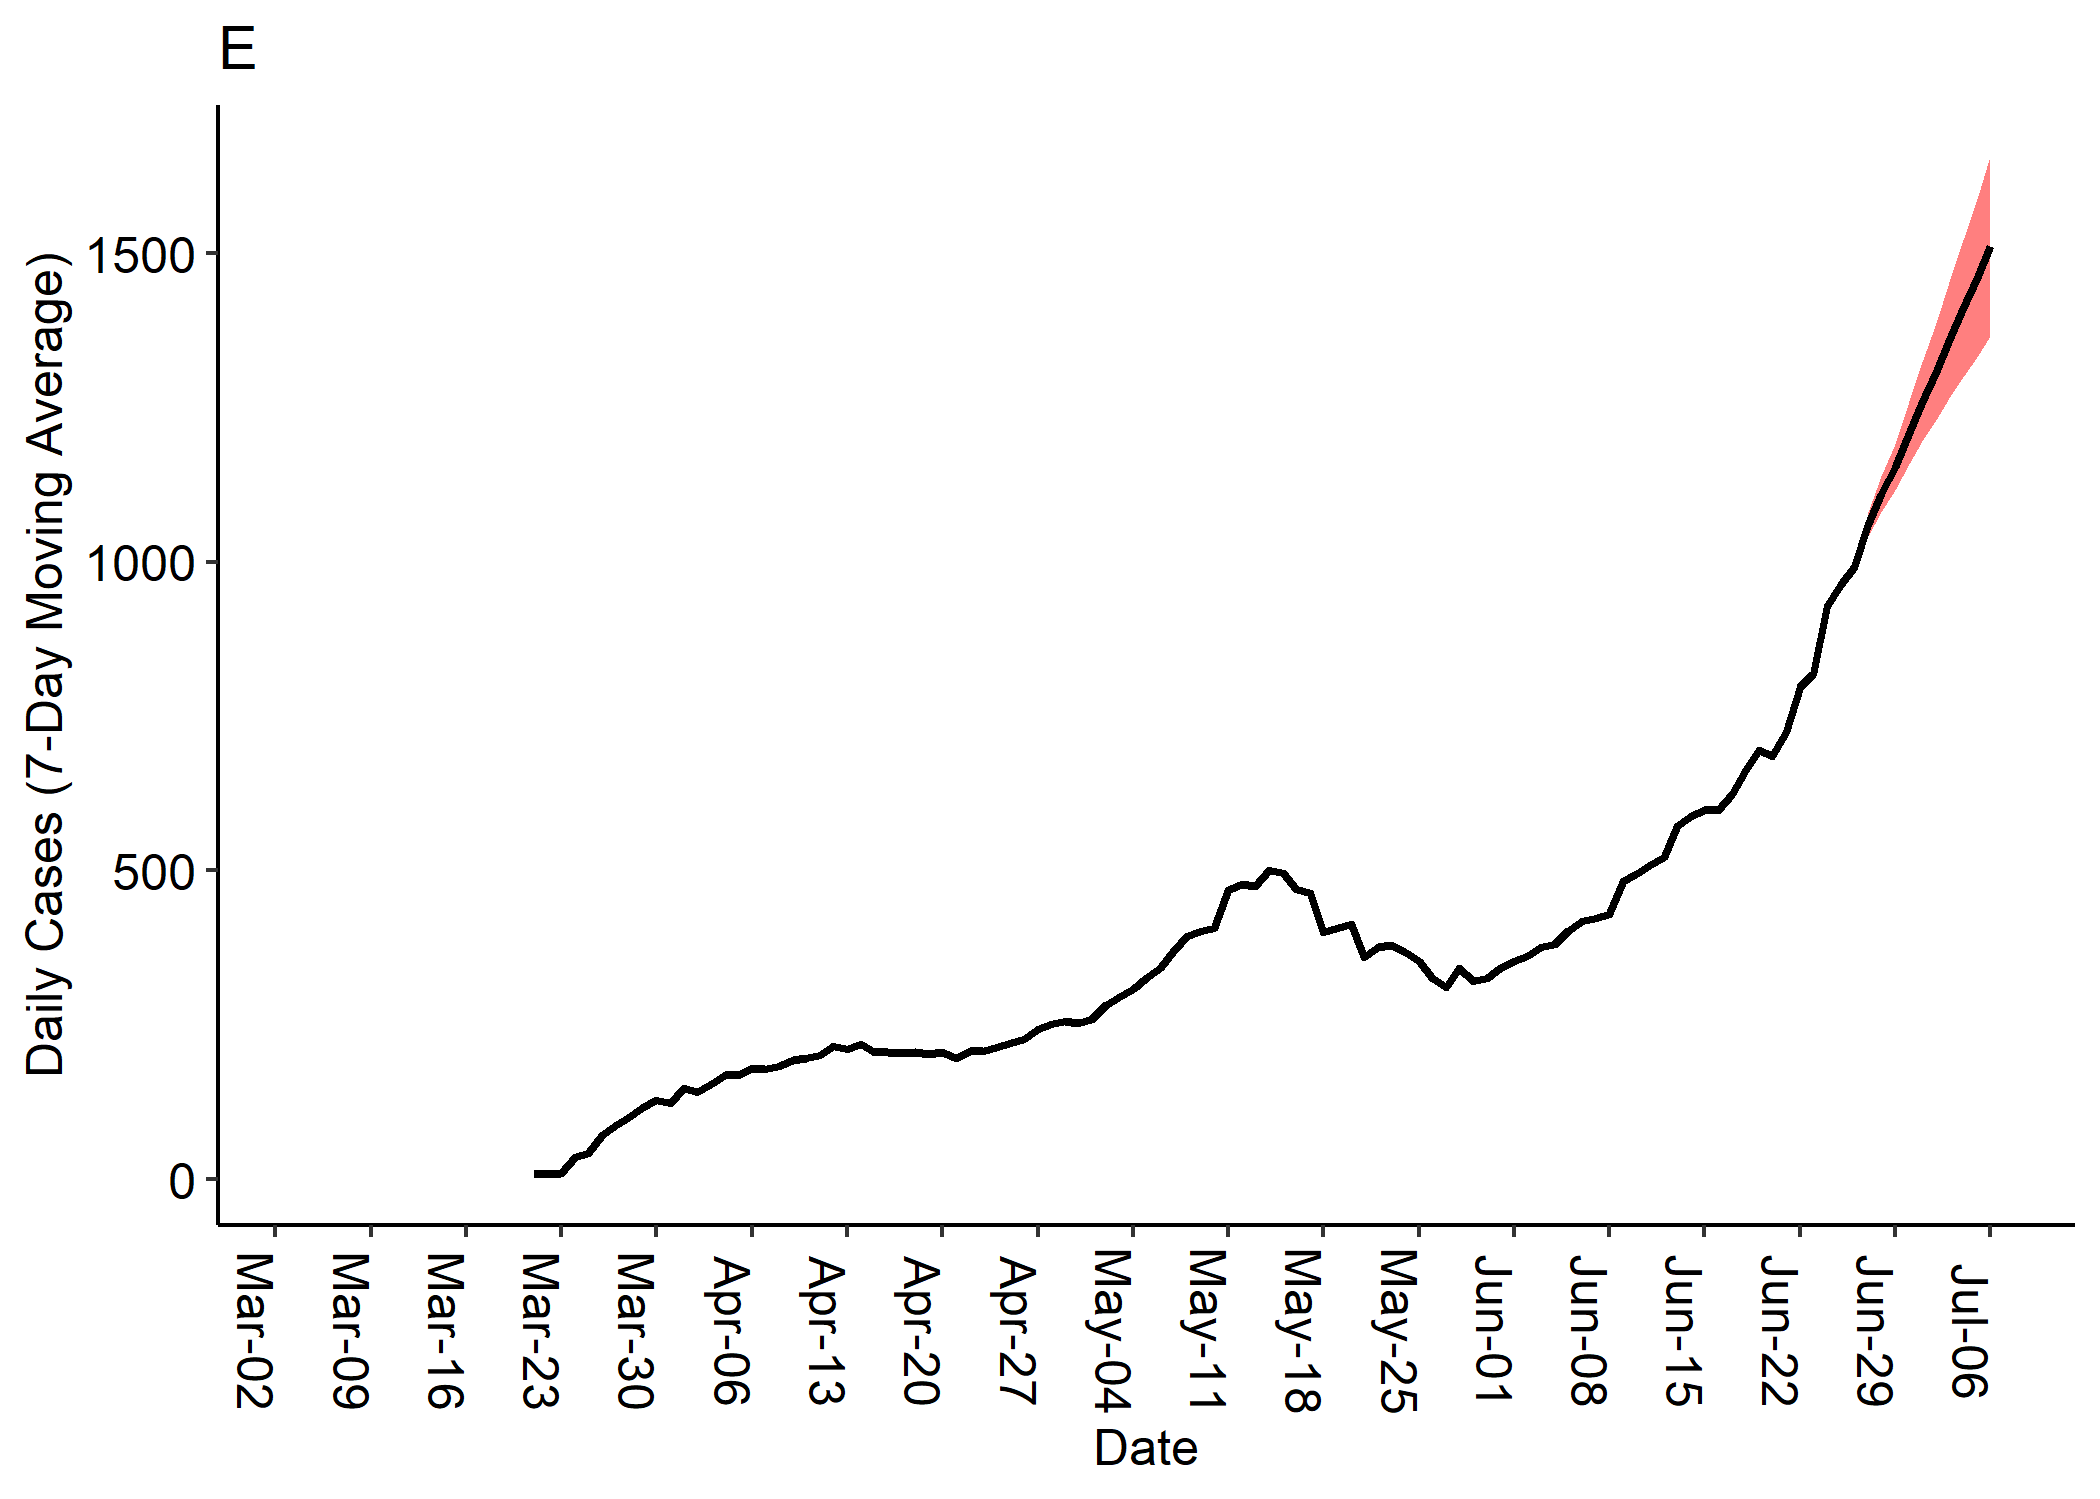 E
Daily Cases (7-Day Moving Average)
1500
1000
500
0
Mar-02
Mar-09
Mar-16
Mar-23
Mar-30
Apr-06
Apr-13
Apr-20
Apr-27
May-04
May-11
May-18
May-25
Jun-01
Jun-08
Jun-15
Jun-22
Jun-29
Jul-06
Date